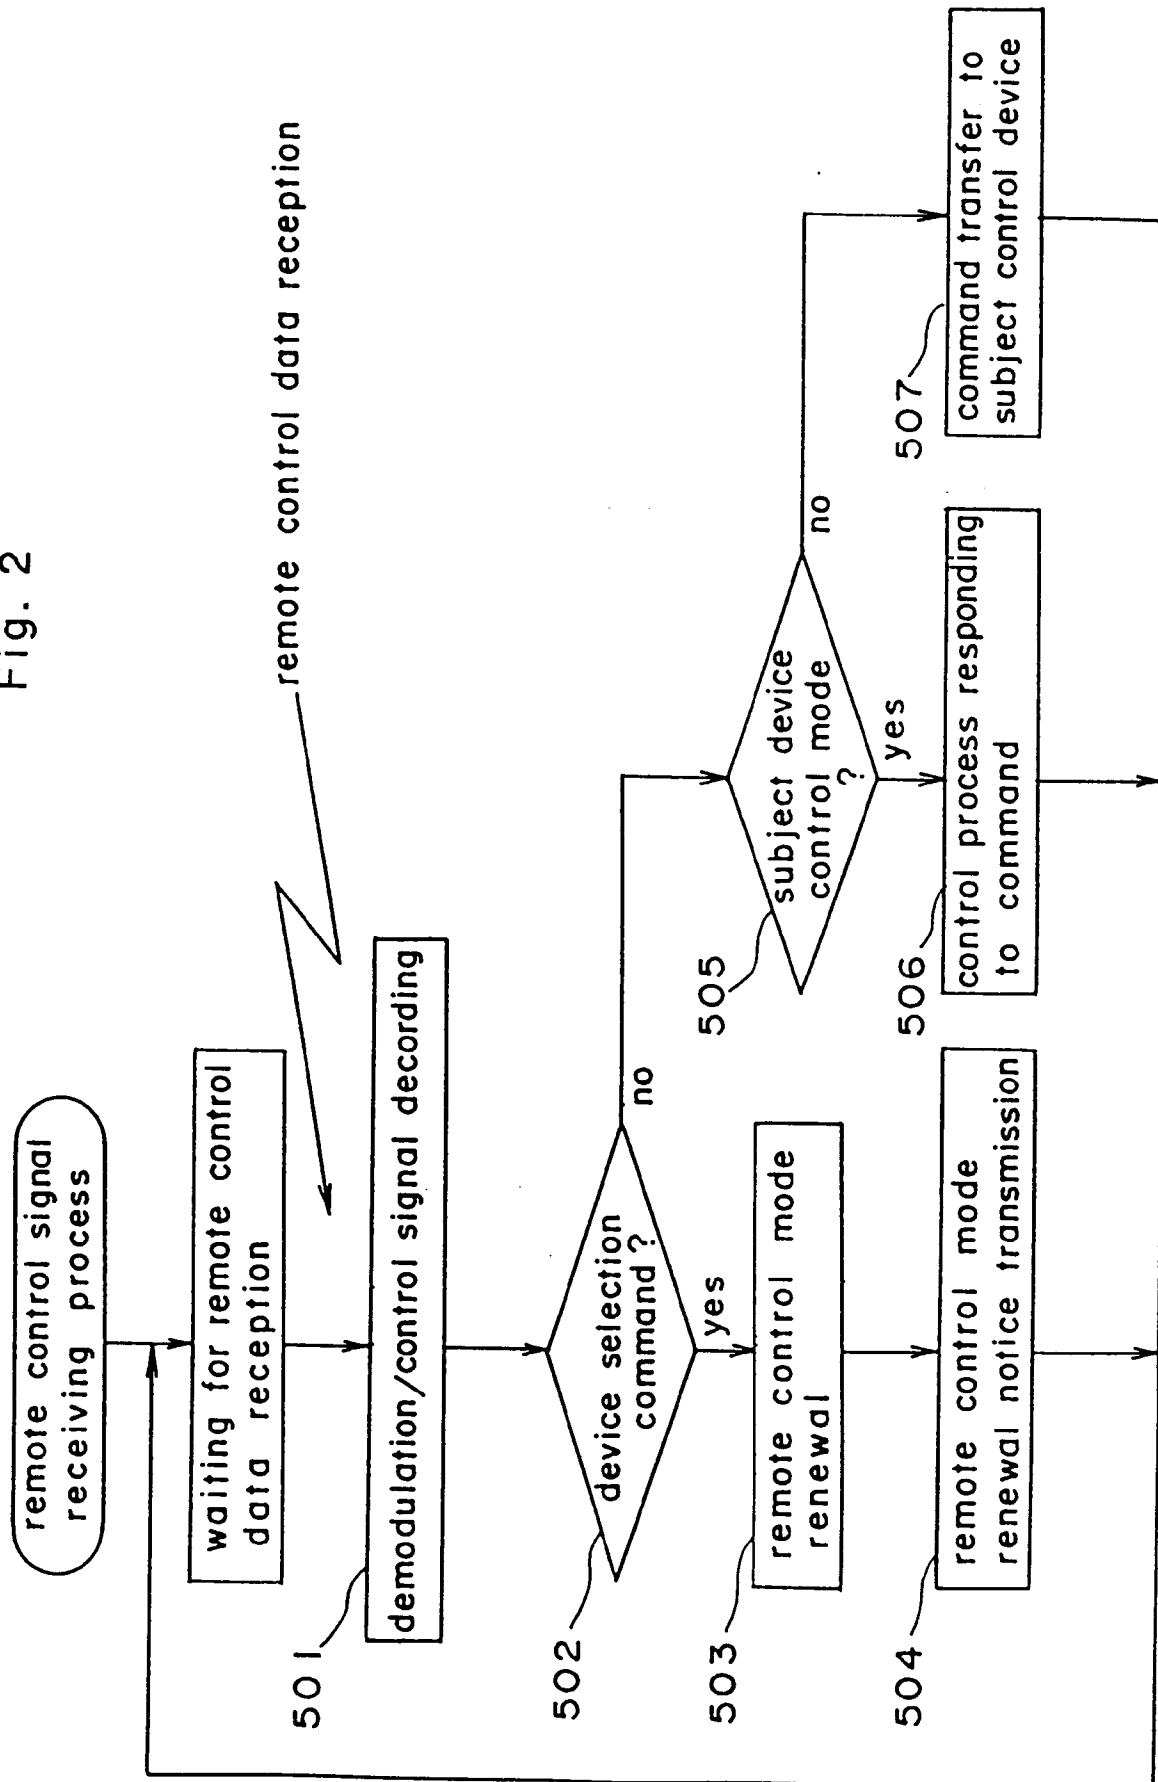 Fig. 2
remote control signal
receiving process
waiting for remote control
data reception
remote control data reception
501
demodulation/control signal decording
502
device selection
command ?
yes
no
503
remote control mode
renewal
504
remote control mode
renewal notice transmission
505
subject device
control mode
?
yes
no
506
control process responding
to command
507
command transfer to
subject control device